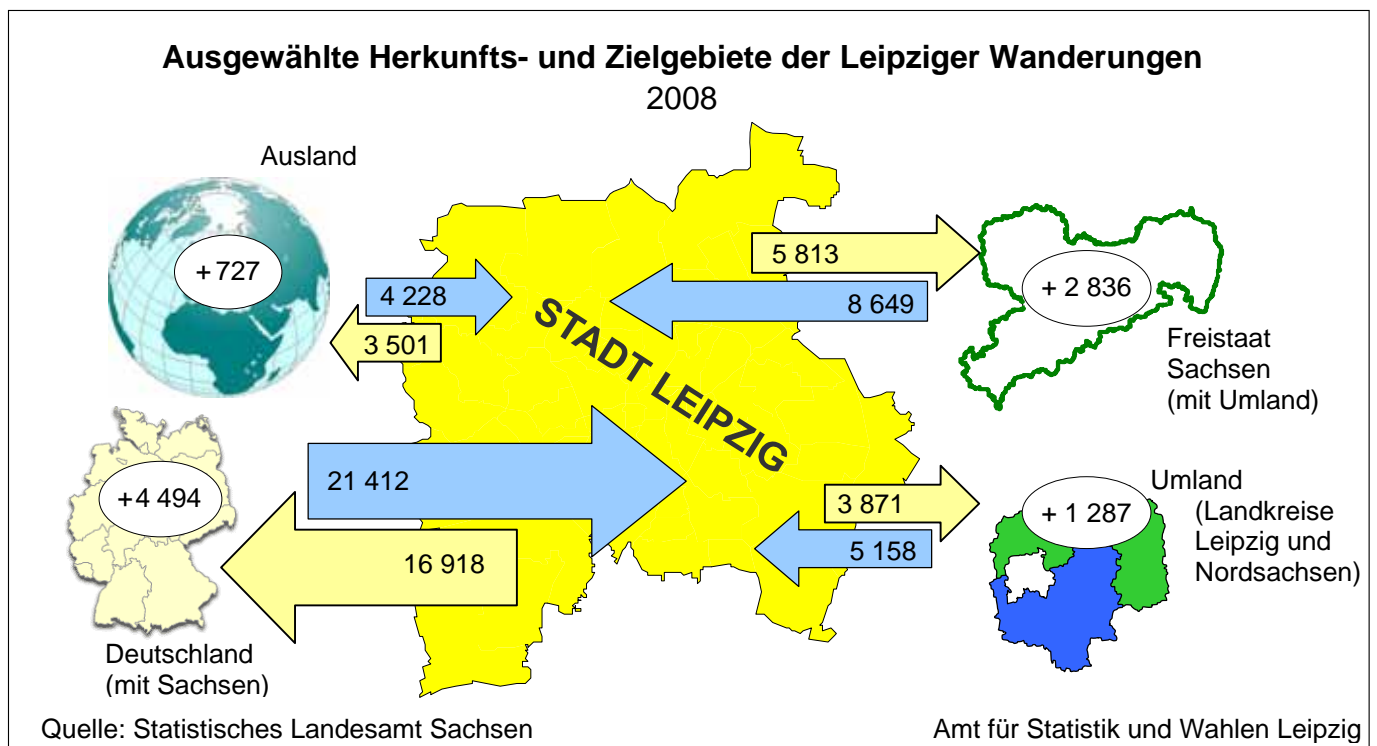 Ausgewählte Herkunfts- und Zielgebiete der Leipziger Wanderungen
2008
Ausland
+ 727
4 228
3 501
5 813
8 649
+ 2 836
Freistaat
Sachsen
(mit Umland)
STADT LEIPZIG
+ 4 494
21 412
16 918
Deutschland
(mit Sachsen)
3 871
5 158
+ 1 287
Umland
(Landkreise
Leipzig und
Nordsachsen)
Quelle: Statistisches Landesamt Sachsen
Amt für Statistik und Wahlen Leipzig